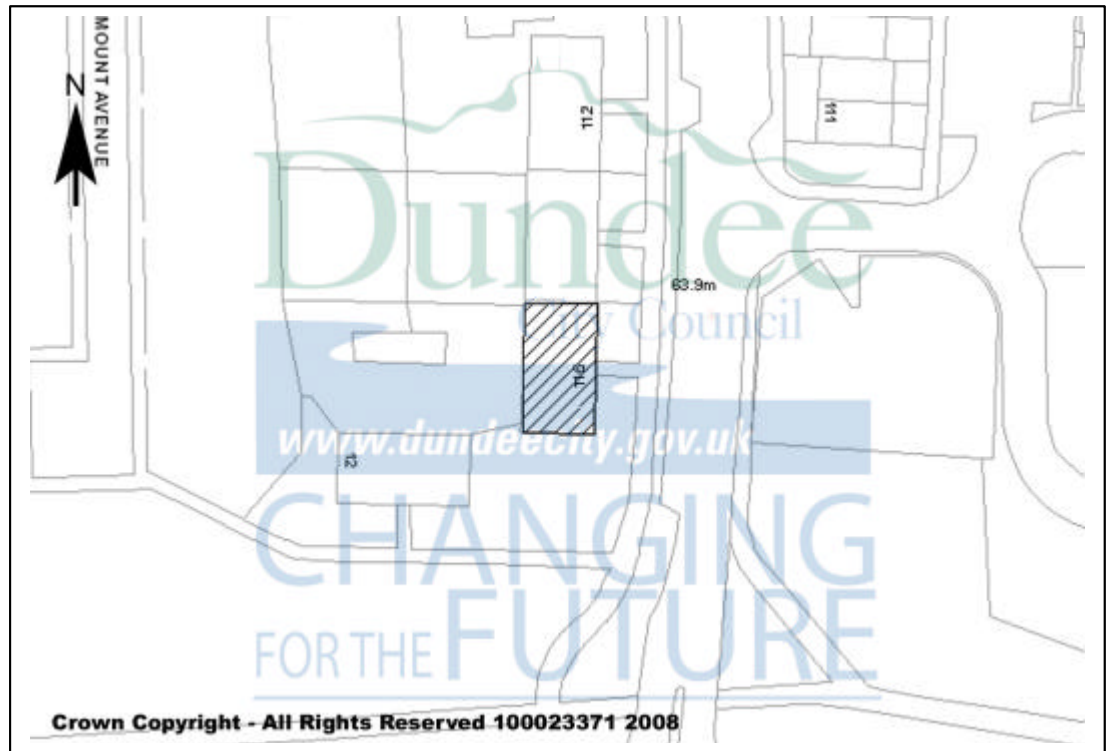 MOUNT AVENUE
N
112
111
Dundee
63.9m
City Council
110
www.dundeecity.gov.uk
12
CHANGING
FOR THE FUTURE
Crown Copyright - All Rights Reserved 100023371 2008